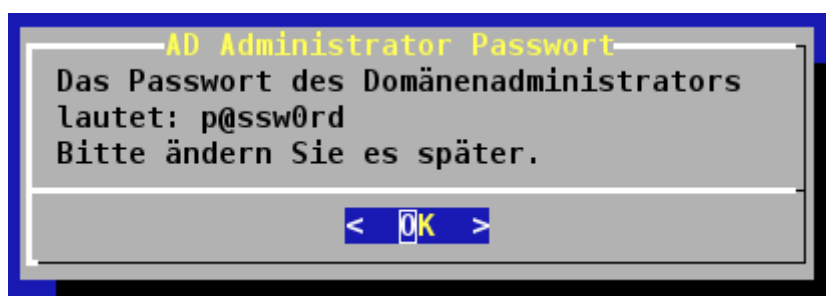 AD Administrator Passwort
Das Passwort des Domänenadministrators
lautet: p@ssw0rd
Bitte ändern Sie es später.
< OK >